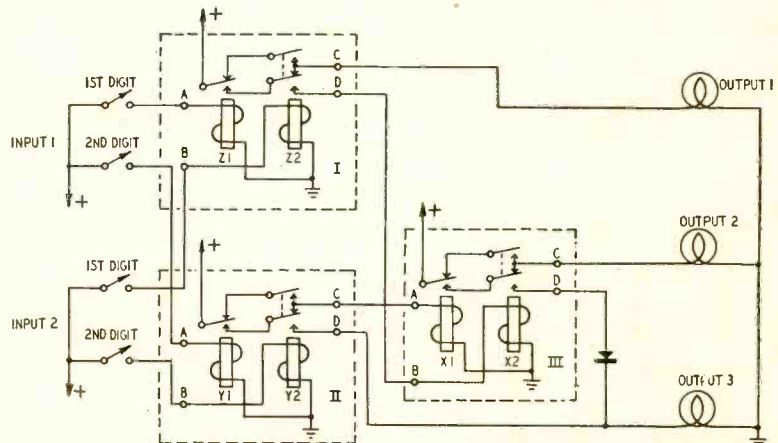 +
C
D
1ST DIGIT
A
OUTPUT 1
INPUT 1
2ND DIGIT
B
Z1
Z2
I
+
+
+
OUTPUT 2
1ST DIGIT
C
D
INPUT 2
C
A
2ND DIGIT
D
A
X1
X2
B
III
OUTPUT 3
+
Y1
Y2
II
B